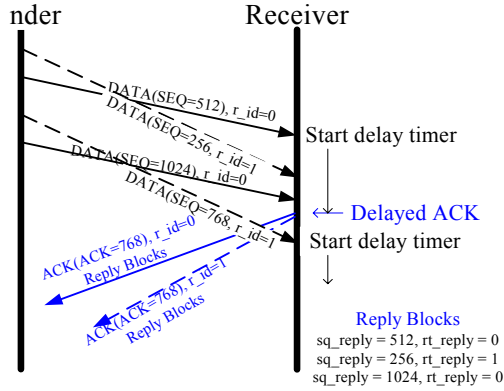 nder
Receiver
DATA(SEQ=512), r_id=0
DATA(SEQ=256, r_id=1
Start delay timer
DATA(SEQ=1024), r_id=0
DATA(SEQ=768, r_id=1
Delayed ACK
Start delay timer
ACK(ACK=768), r_id=0
Reply Blocks
ACK(ACK=768), r_id=1
Reply Blocks
Reply Blocks
sq_reply = 512, rt_reply = 0
sq_reply = 256, rt_reply = 1
sq_reply = 1024, rt_reply = 0